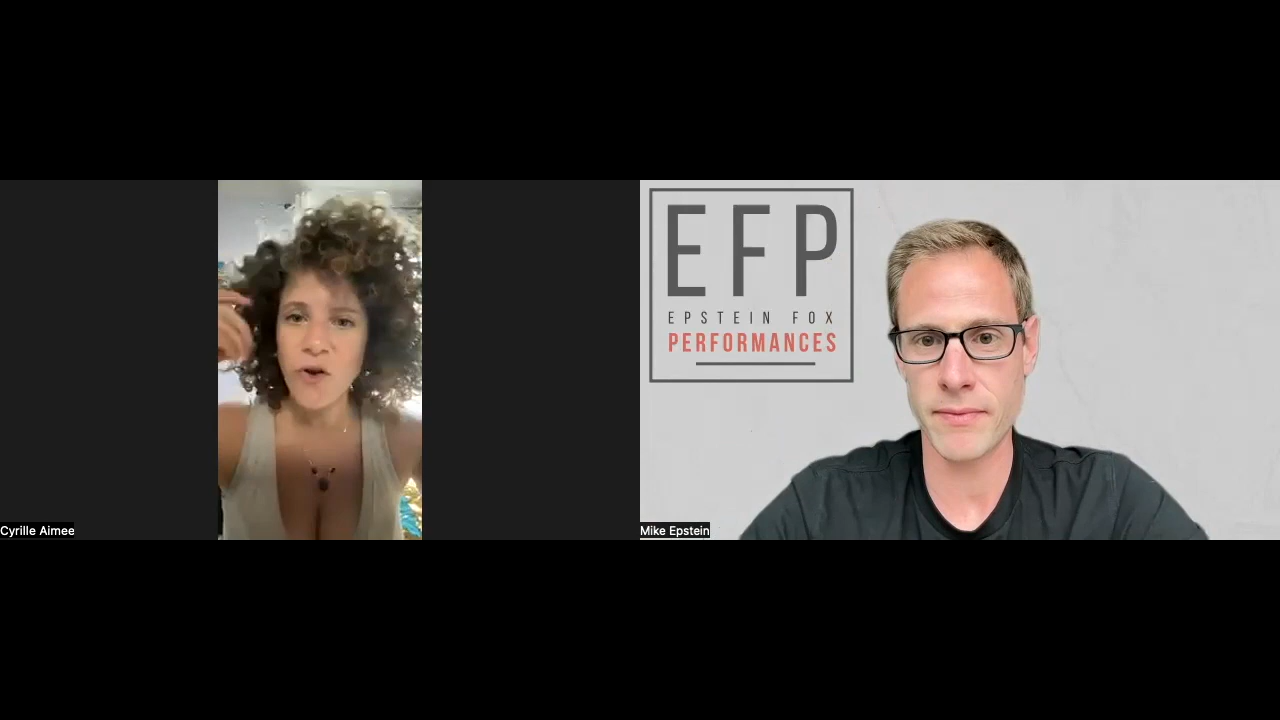 EFP
EPSTEIN FOX
PERFORMANCES
Cyrille Aimee
Mike Epstein